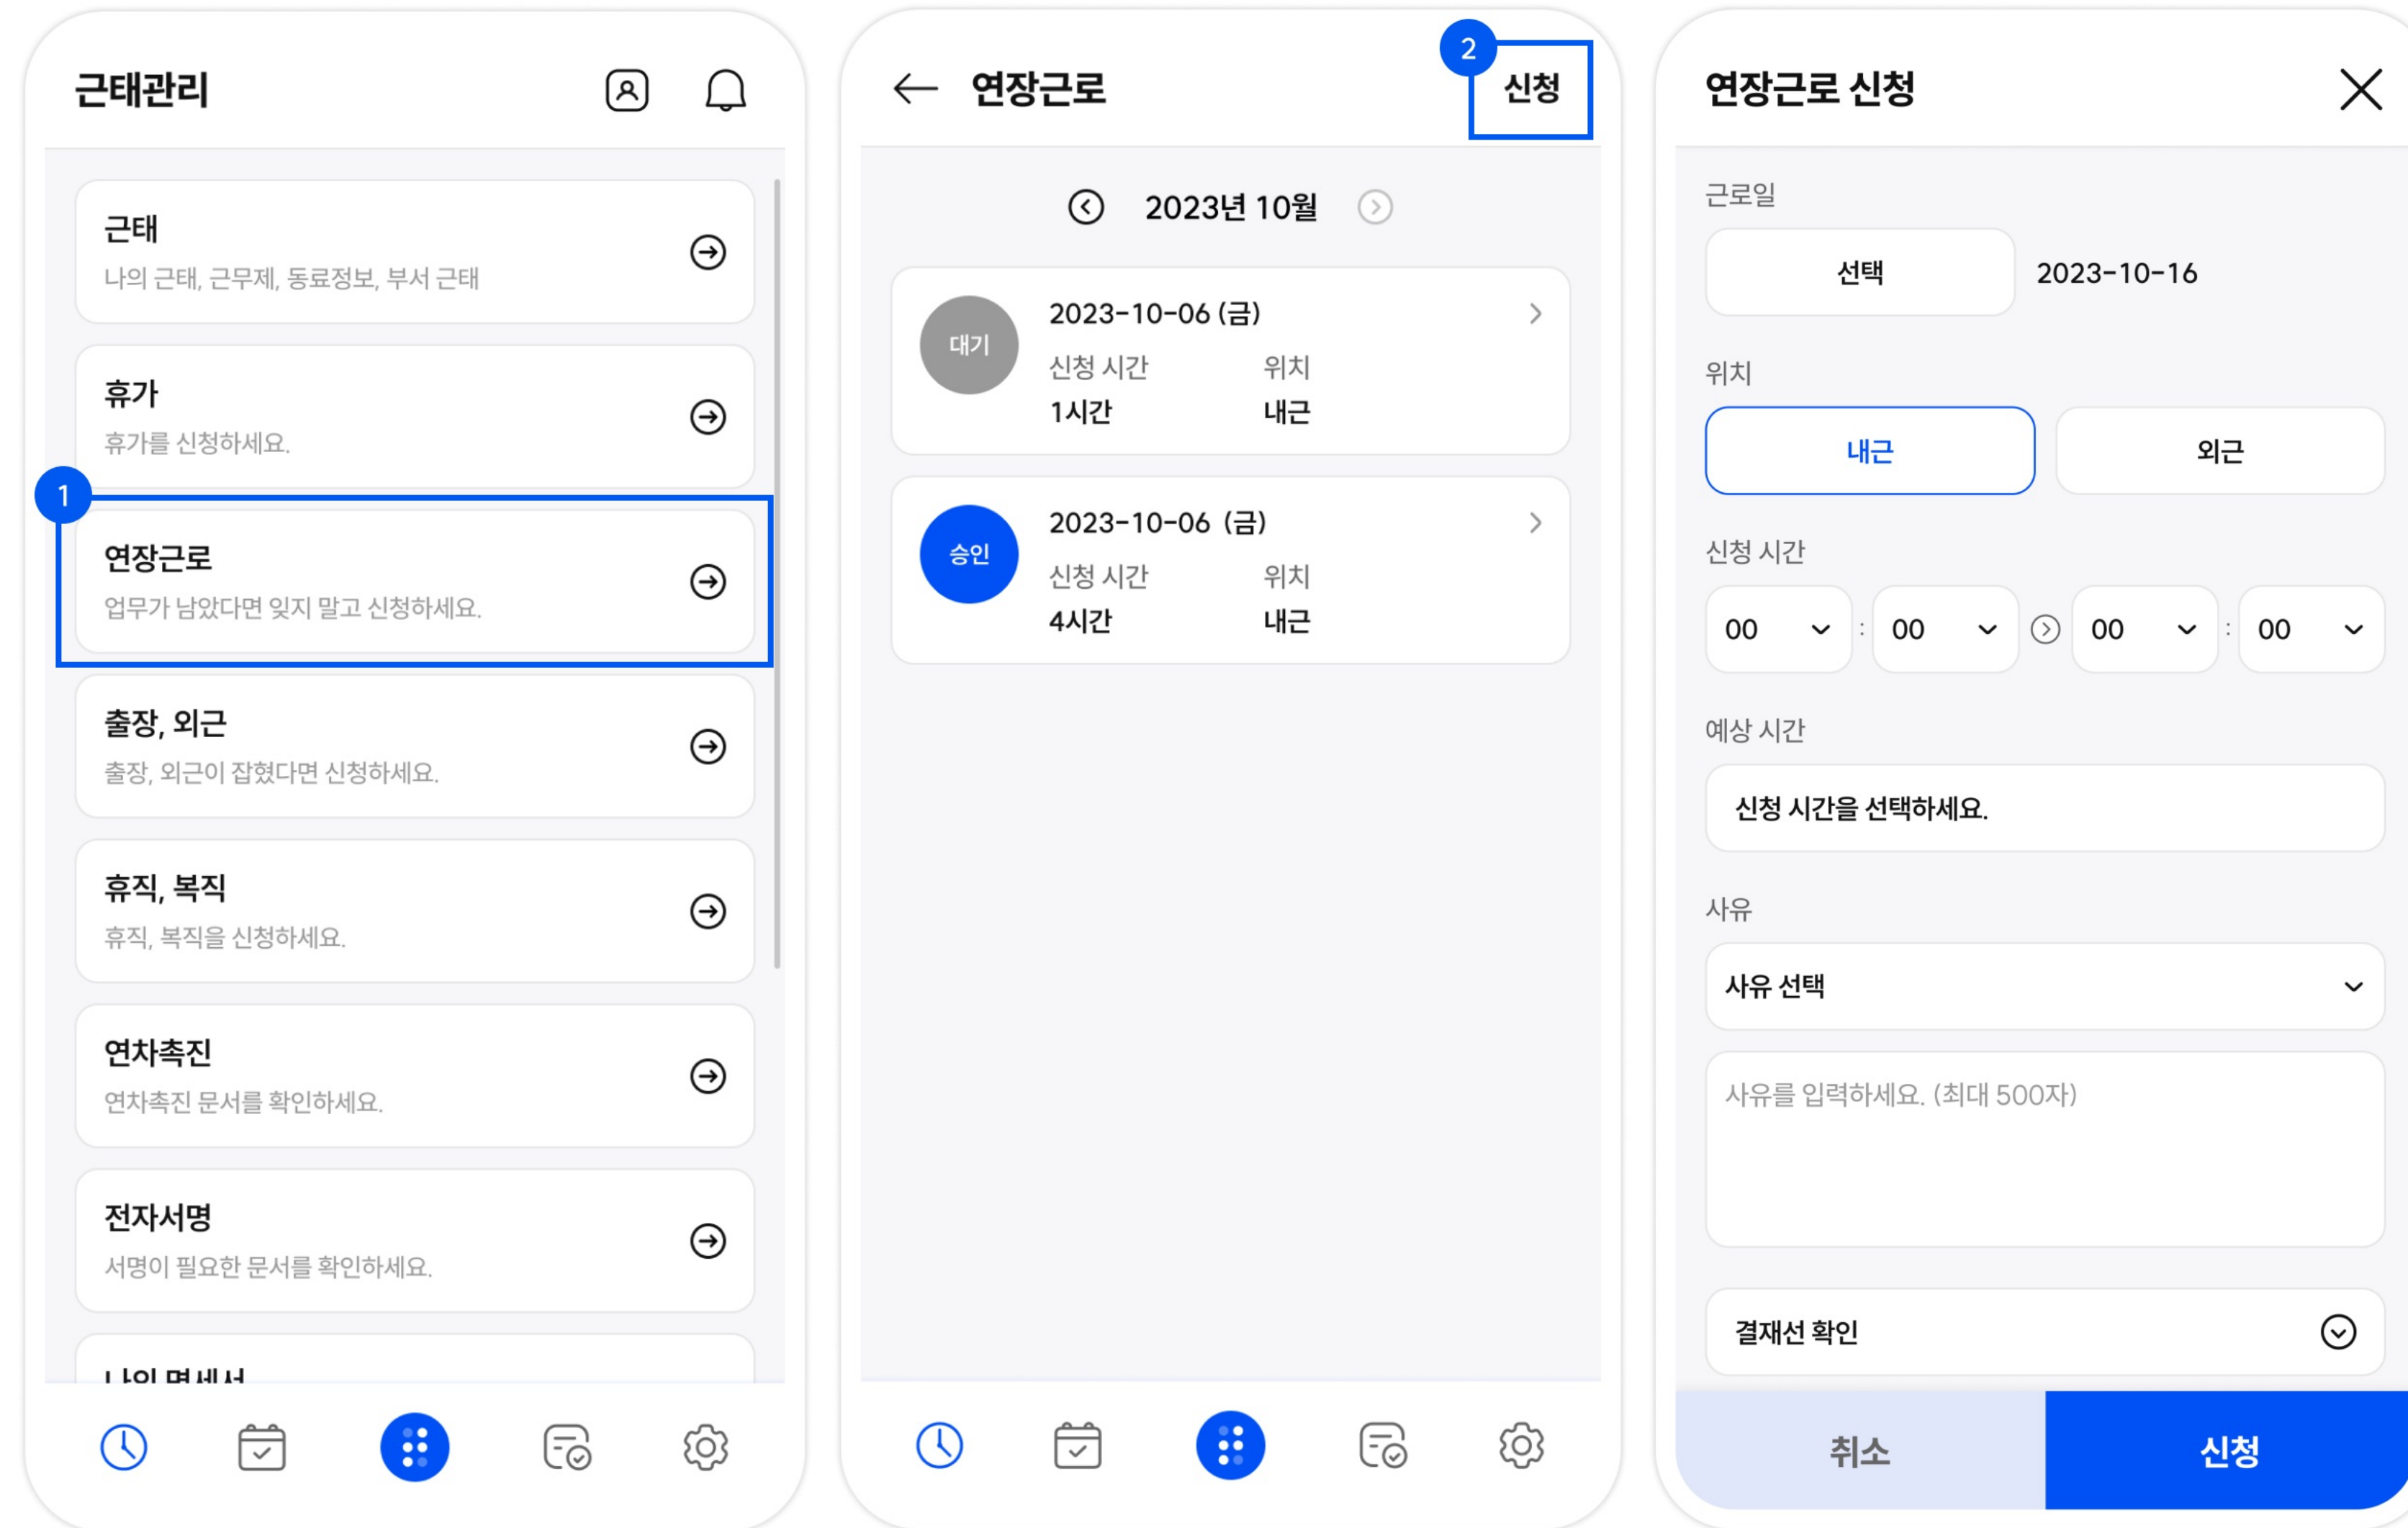 근태관리
근태
나의 근태, 근무제, 동료정보, 부서 근태
휴가
휴가를 신청하세요.
1
연장근로
업무가 남았다면 잊지 말고 신청하세요.
출장, 외근
출장, 외근이 잡혔다면 신청하세요.
휴직, 복직
휴직, 복직을 신청하세요.
연차촉진
연차촉진 문서를 확인하세요.
전자서명
서명이 필요한 문서를 확인하세요.
나의 명세서
연장근로
2
신청
2023년 10월
대기
2023-10-06 (금)
신청 시간 위치
1시간 내근
승인
2023-10-06 (금)
신청 시간 위치
4시간 내근
연장근로 신청
근로일
선택 2023-10-16
위치
내근 외근
신청 시간
00 : 00 00 : 00
예상 시간
신청 시간을 선택하세요.
사유
사유 선택
사유를 입력하세요. (최대 500자)
결재선 확인
취소 신청